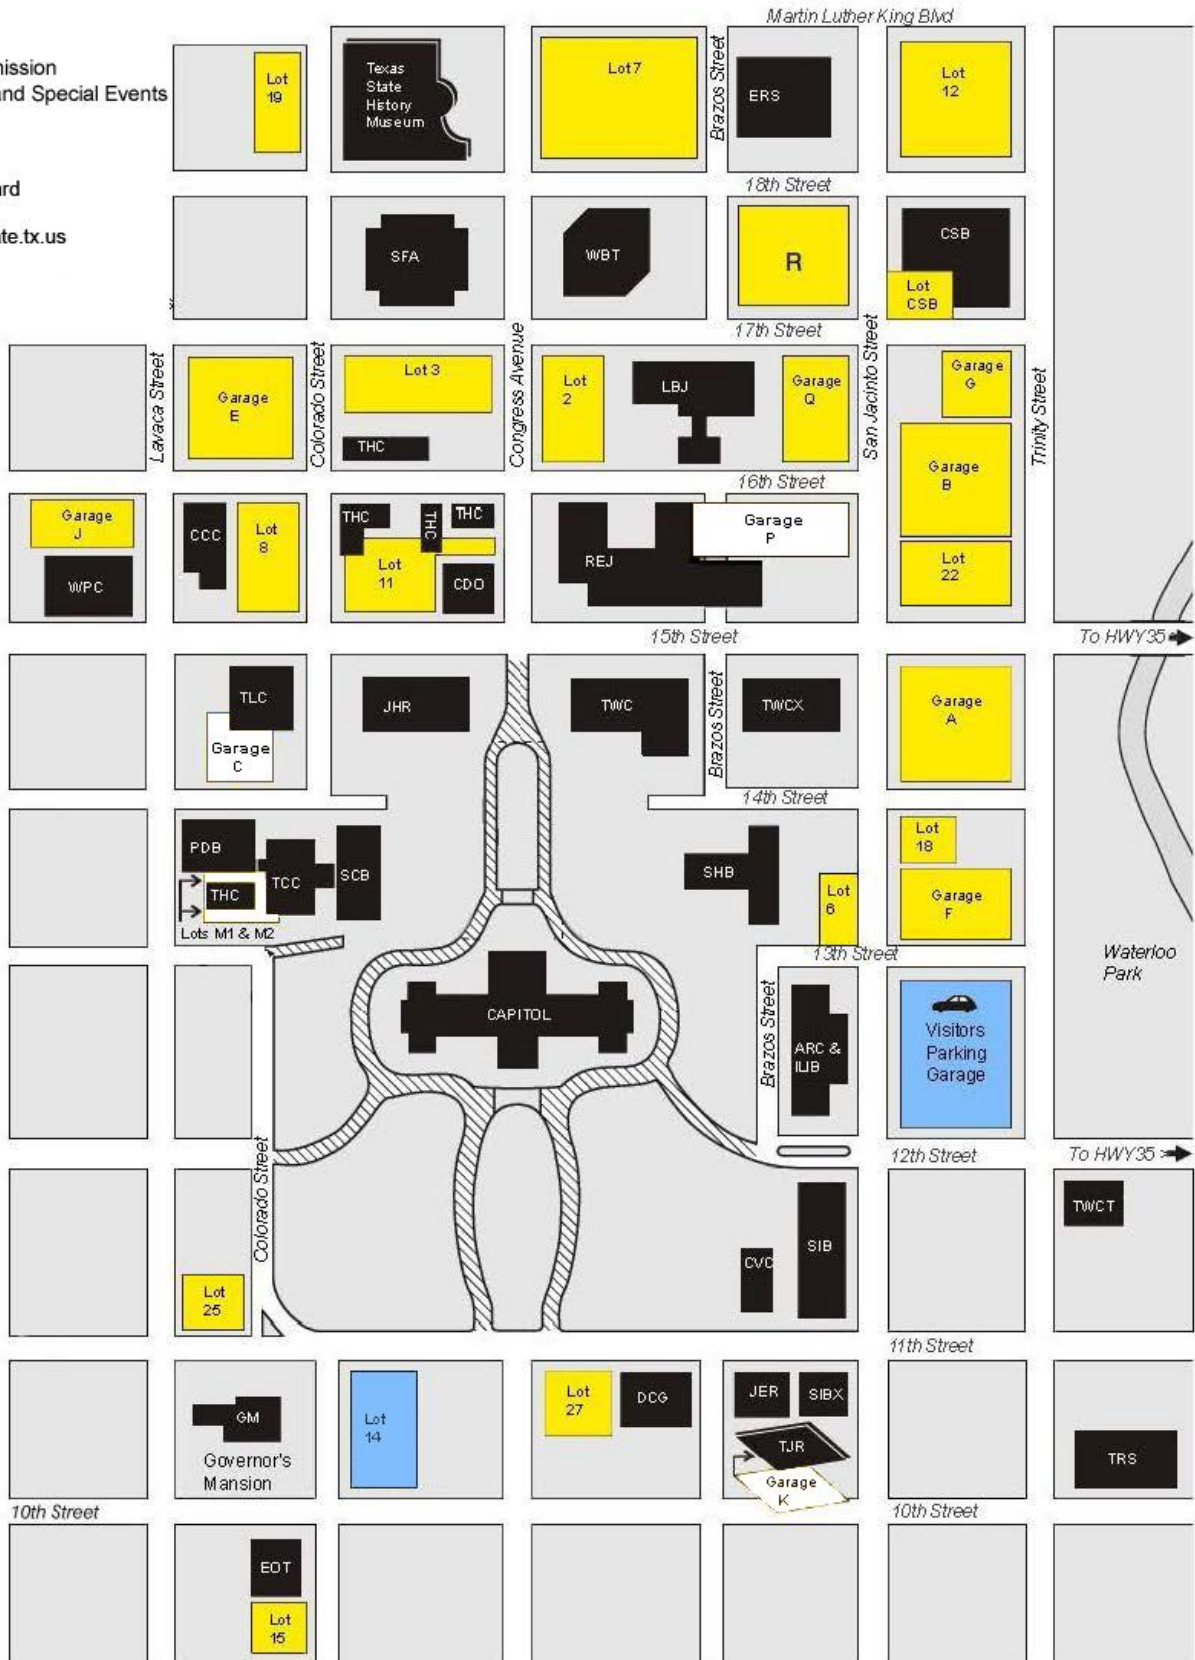 Martin Luther King Blvd
nission
and Special Events
ard
ate.tx.us
Lot
19
Texas
State
History
Museum
Lot 7
Brazos Street
ERS
Lot
12
18th Street
SFA
WBT
R
CSB
Lot
CSB
17th Street
Lavaca Street
Garage
E
Colorado Street
Lot 3
THC
Congress Avenue
Lot
2
LBJ
Garage
Q
San Jacinto Street
Garage
G
Garage
B
Trinity Street
16th Street
Garage
J
WPC
CCC
Lot
8
THC
THC
THC
Lot
11
CDO
REJ
Garage
P
Lot
22
15th Street
To HWY35
TLC
Garage
C
JHR
TWC
Brazos Street
TWCX
Garage
A
14th Street
PDB
THC
TCC
SCB
Lots M1 & M2
SHB
Lot
6
Lot
18
Garage
F
13th Street
Waterloo
Park
CAPITOL
Brazos Street
ARC &
ILIB
Visitors
Parking
Garage
12th Street
To HWY35
Colorado Street
Lot
25
CVC
SIB
TWCT
11th Street
GM
Governor's
Mansion
Lot
14
Lot
27
DCG
JER
SIBX
TJR
Garage
K
TRS
10th Street
10th Street
EOT
Lot
15